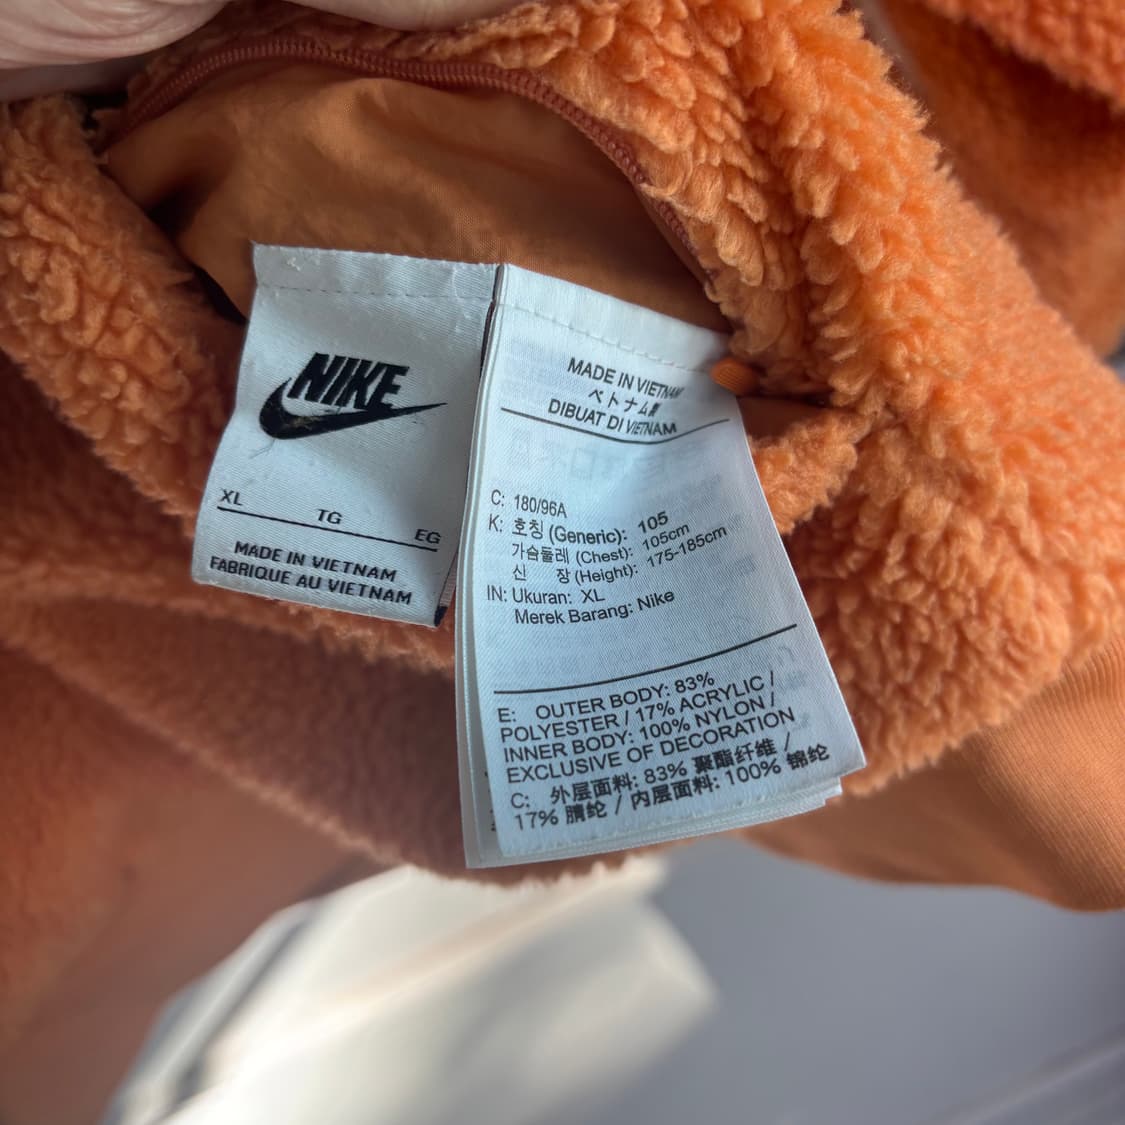 NIKE
XL
TG
EG
MADE IN VIETNAM
FABRIQUE AU VIETNAM
MADE IN VIETNAM
ベトナム製
DIBUAT DI VIETNAM
C: 180/96A
K: 호칭 (Generic): 105
가슴둘레 (Chest): 105cm
신 장 (Height): 175-185cm
IN: Ukuran: XL
Merek Barang: Nike
E: OUTER BODY: 83%
POLYESTER / 17% ACRYLIC /
INNER BODY: 100% NYLON /
EXCLUSIVE OF DECORATION
C: 外层面料: 83% 聚酯纤维 /
17% 腈纶 / 内层面料: 100% 锦纶